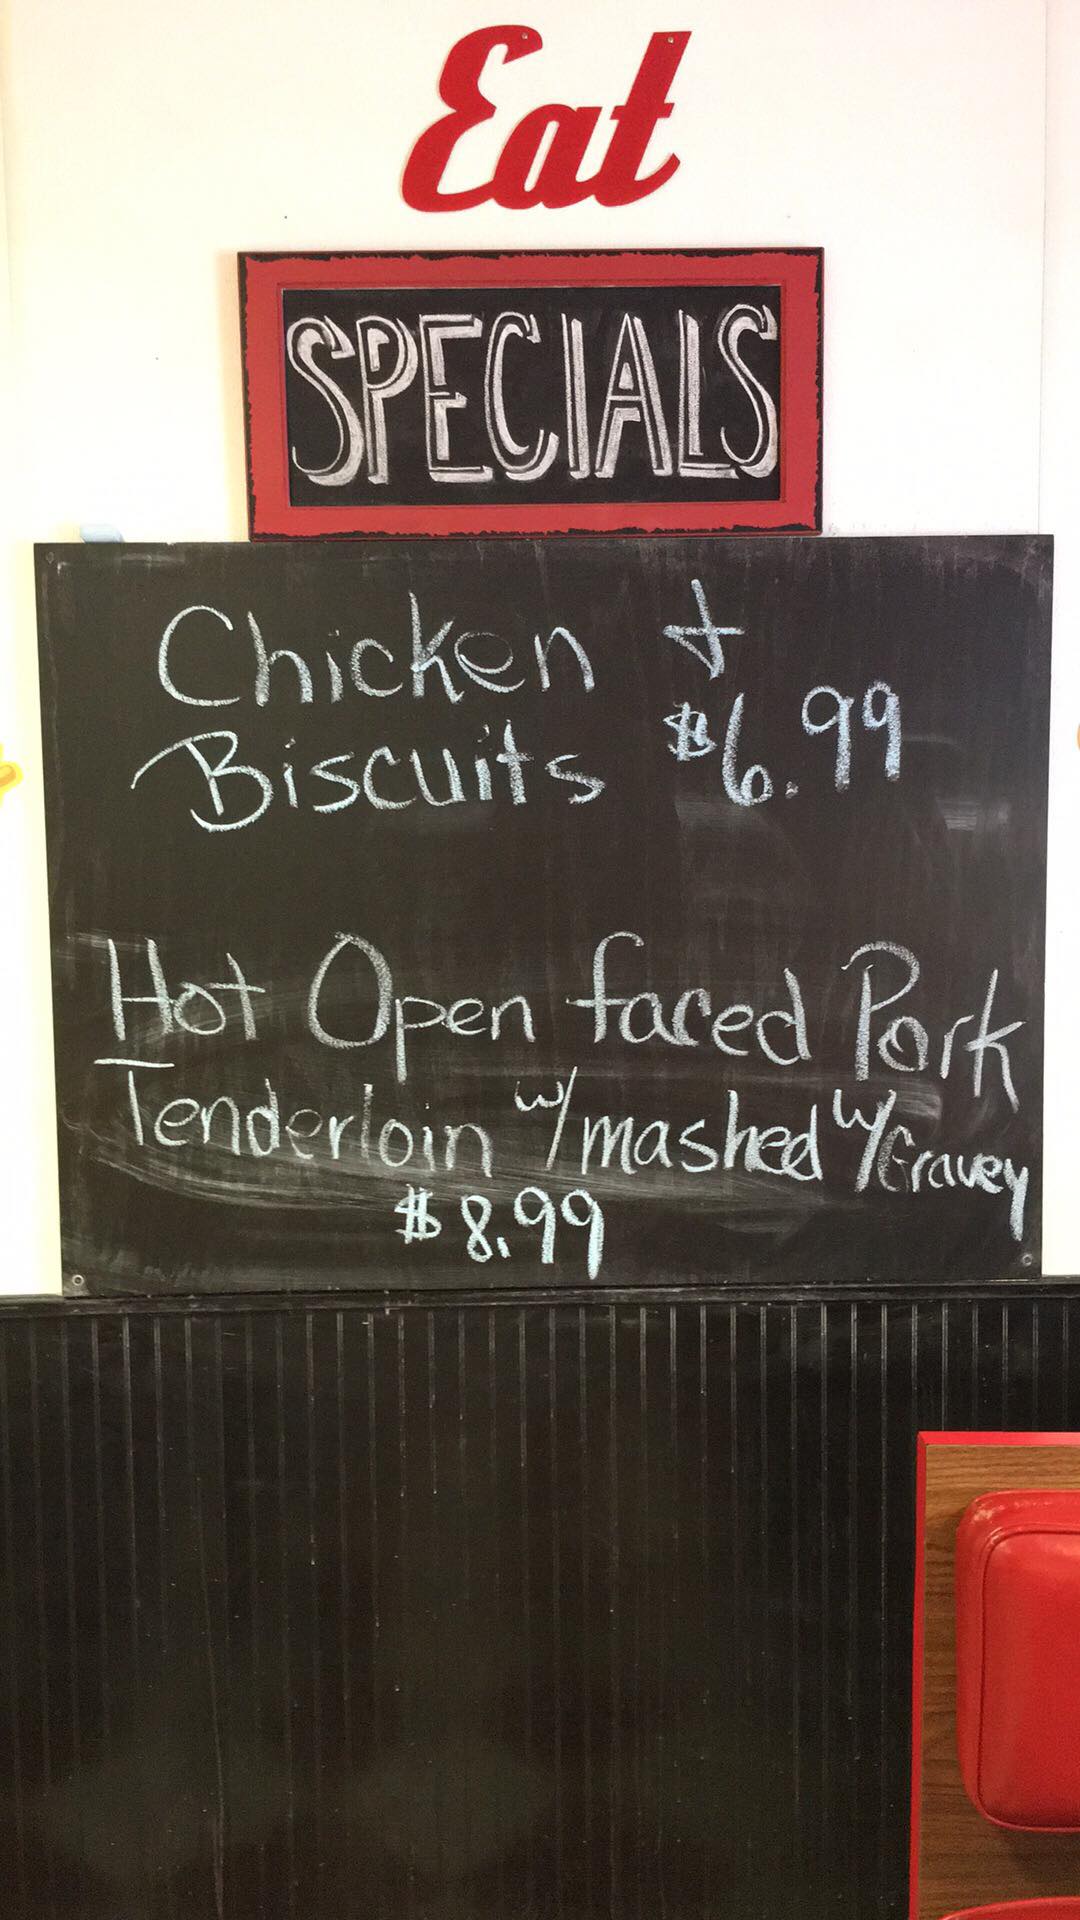 Eat
SPECIALS
Chicken +
Biscuits $6.99
Hot Open faced Pork
Tenderloin w/mashed w/Gravey
$8.99